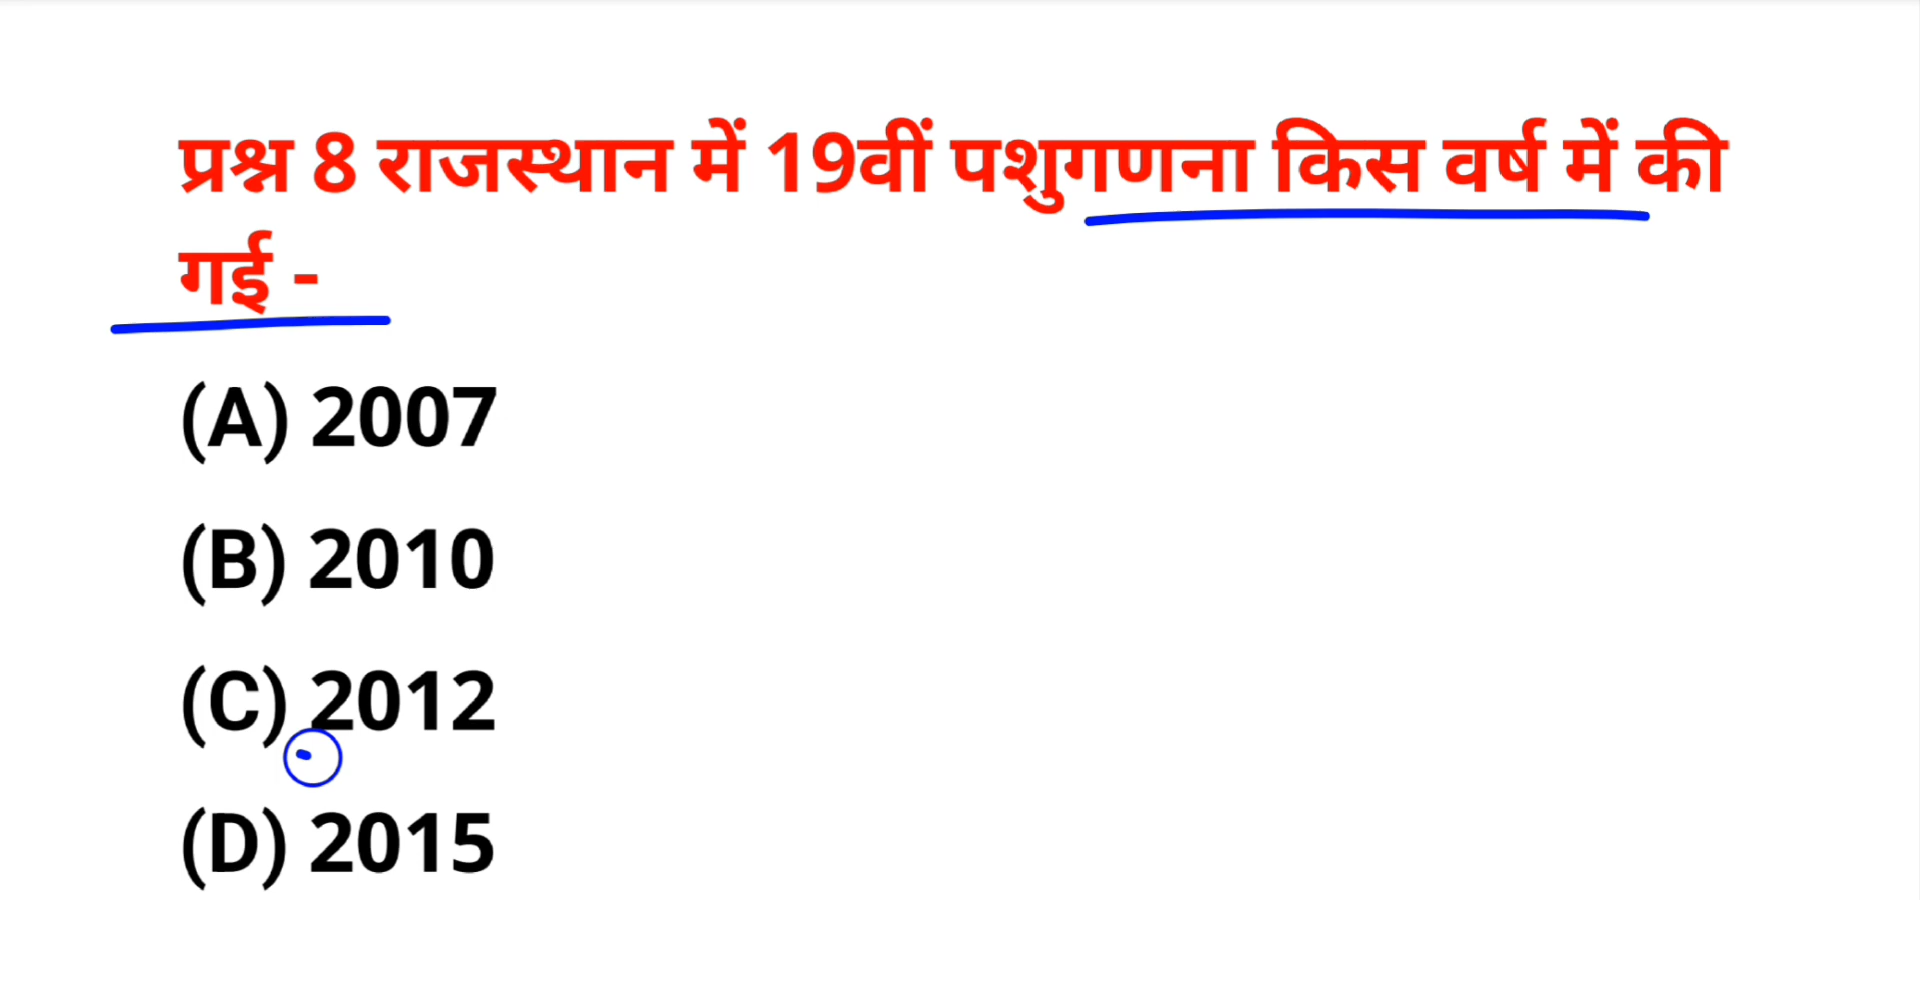 प्रश्न 8 राजस्थान में 19वीं पशुगणना किस वर्ष में की
गई -
(A) 2007
(B) 2010
(C) 2012
(D) 2015